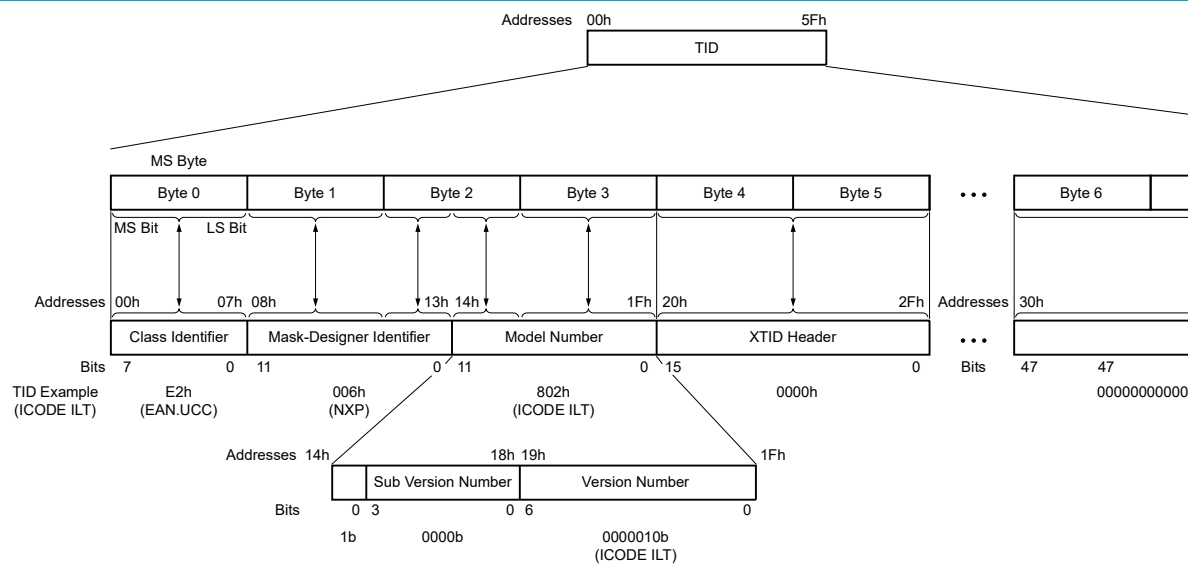 Addresses 00h 5Fh
TID
MS Byte
Byte 0 Byte 1 Byte 2 Byte 3 Byte 4 Byte 5 ••• Byte 6
MS Bit LS Bit
Addresses 00h 07h 08h 13h 14h 1Fh 20h 2Fh Addresses 30h
Class Identifier Mask-Designer Identifier Model Number XTID Header •••
Bits 7 0 11 0 11 0 15 0 Bits 47 47
TID Example E2h 006h 802h 0000h 00000000000
(ICODE ILT) (EAN.UCC) (NXP) (ICODE ILT)
Addresses 14h 18h 19h 1Fh
Sub Version Number Version Number
Bits 0 3 0 6 0
1b 0000b 0000010b
(ICODE ILT)